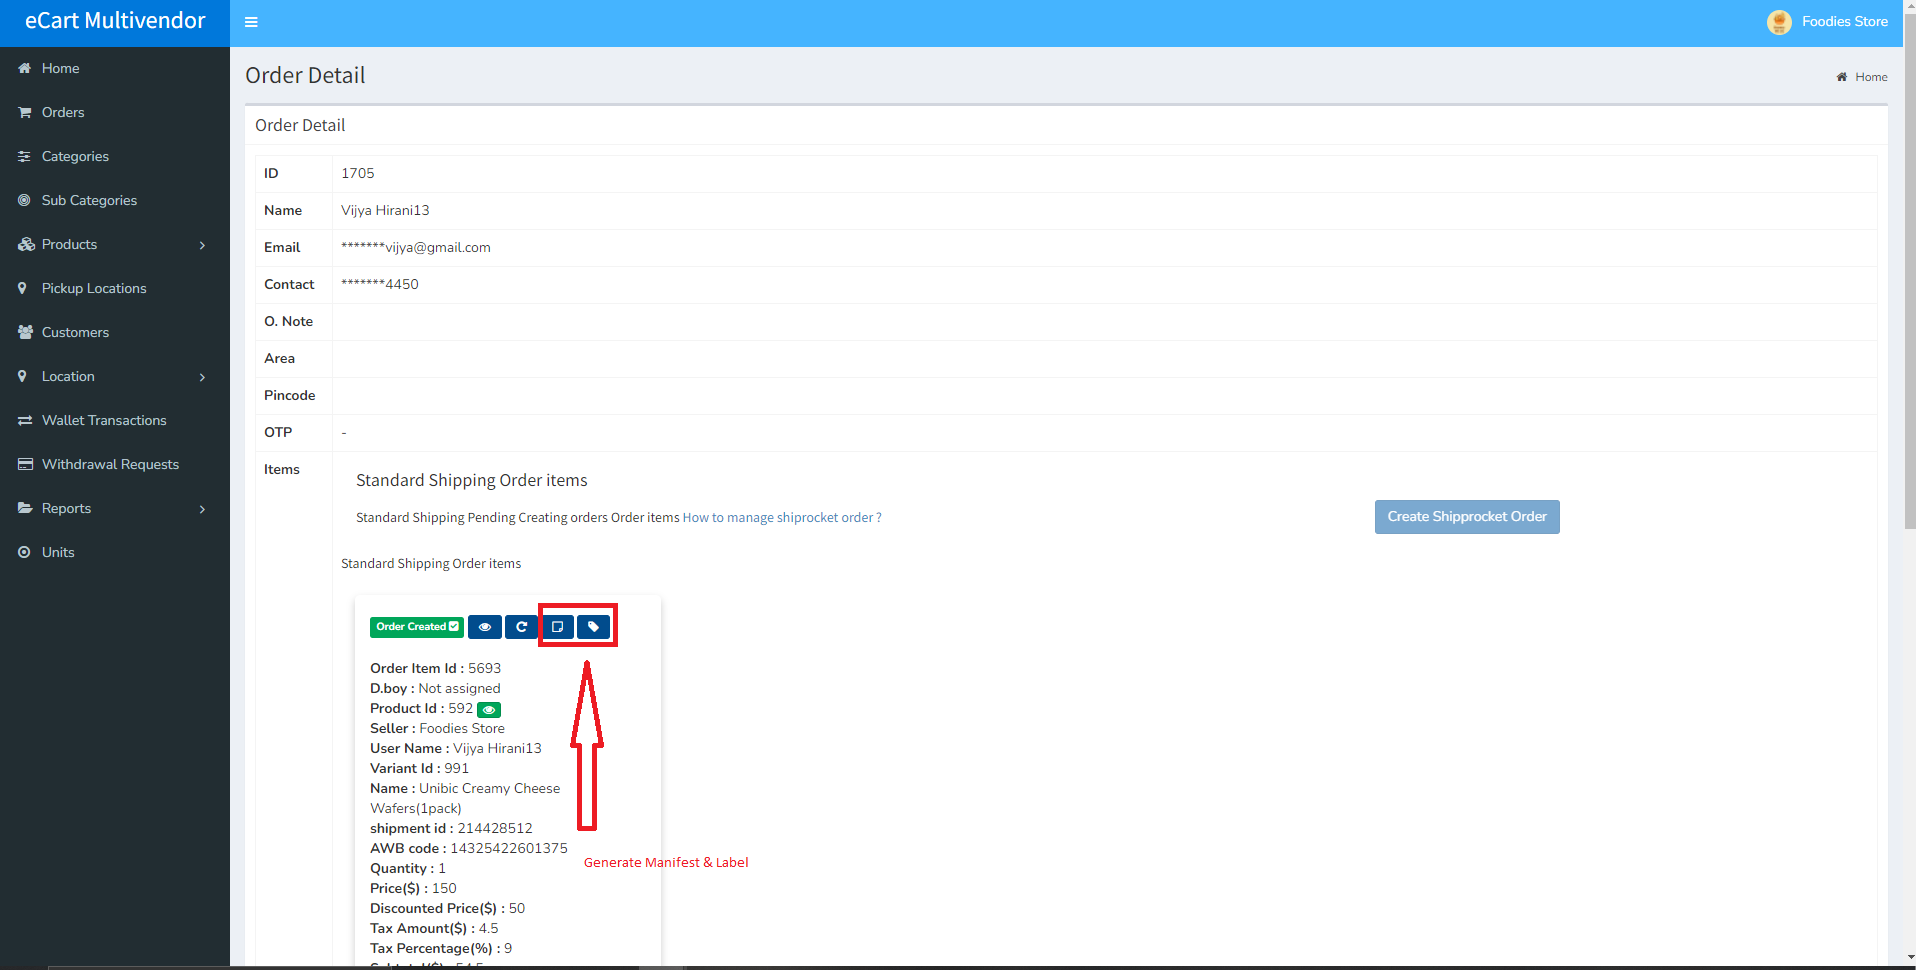 eCart Multivendor
Foodies Store
Home
Orders
Categories
Sub Categories
Products
Pickup Locations
Customers
Location
Wallet Transactions
Withdrawal Requests
Reports
Units
Order Detail
Home
Order Detail
ID 1705
Name Vijya Hirani13
Email *******vijya@gmail.com
Contact *******4450
O. Note
Area
Pincode
OTP -
Items
Standard Shipping Order items
Standard Shipping Pending Creating orders Order items How to manage shiprocket order ?
Create Shipprocket Order
Standard Shipping Order items
Order Created
Order Item Id : 5693
D.boy : Not assigned
Product Id : 592
Seller : Foodies Store
User Name : Vijya Hirani13
Variant Id : 991
Name : Unibic Creamy Cheese
Wafers(1pack)
shipment id : 214428512
AWB code : 14325422601375
Quantity : 1
Price($) : 150
Discounted Price($) : 50
Tax Amount($) : 4.5
Tax Percentage(%) : 9
Generate Manifest & Label